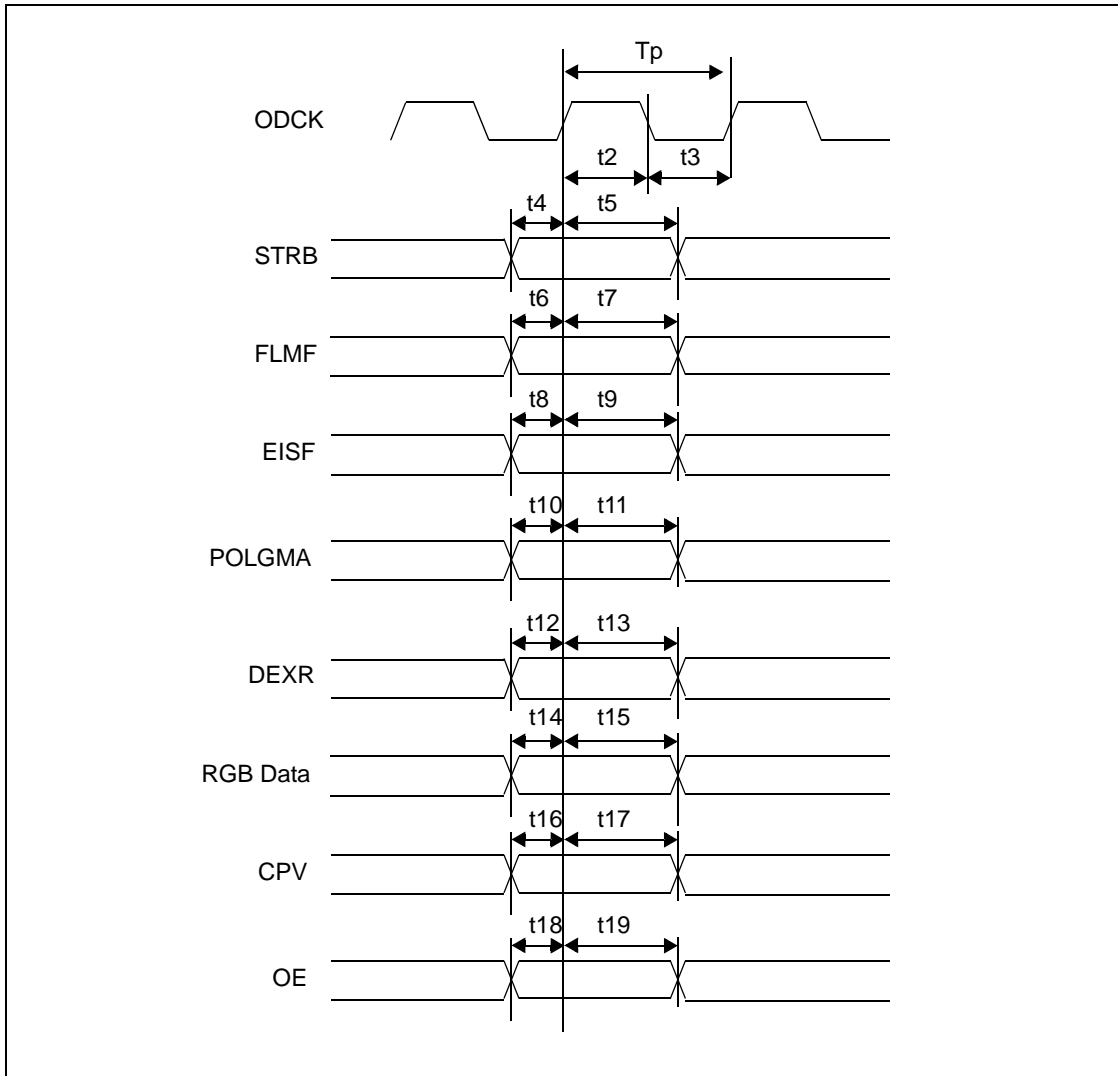 Tp
ODCK
t2 t3
t4 t5
STRB
t6 t7
FLMF
t8 t9
EISF
t10 t11
POLGMA
t12 t13
DEXR
t14 t15
RGB Data
t16 t17
CPV
t18 t19
OE